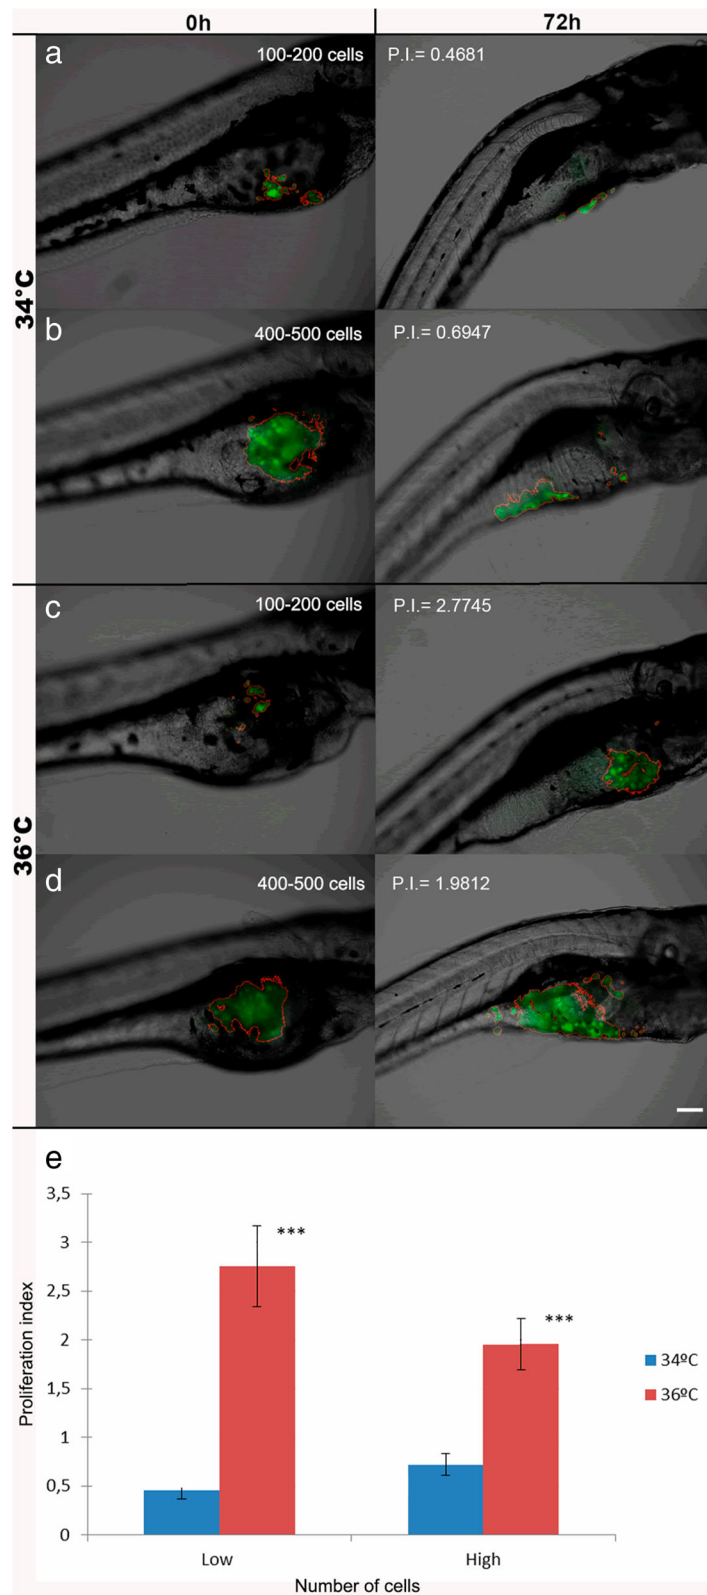 0h 72h
34°C
a 100-200 cells P.I.= 0.4681
b 400-500 cells P.I.= 0.6947
36°C
c 100-200 cells P.I.= 2.7745
d 400-500 cells P.I.= 1.9812
e
3,5
3
2,5
2
1,5
1
0,5
0
Proliferation index
***
***
34ºC
36ºC
Low High
Number of cells